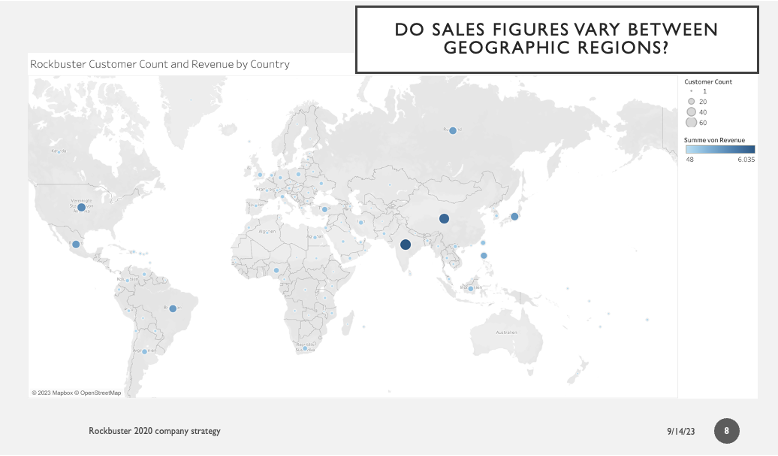 DO SALES FIGURES VARY BETWEEN
GEOGRAPHIC REGIONS?
Rockbuster Customer Count and Revenue by Country
Customer Count
1
20
40
60
Summe von Revenue
48 6.035
Australien
© 2023 Mapbox © OpenStreetMap
Rockbuster 2020 company strategy
9/14/23
8